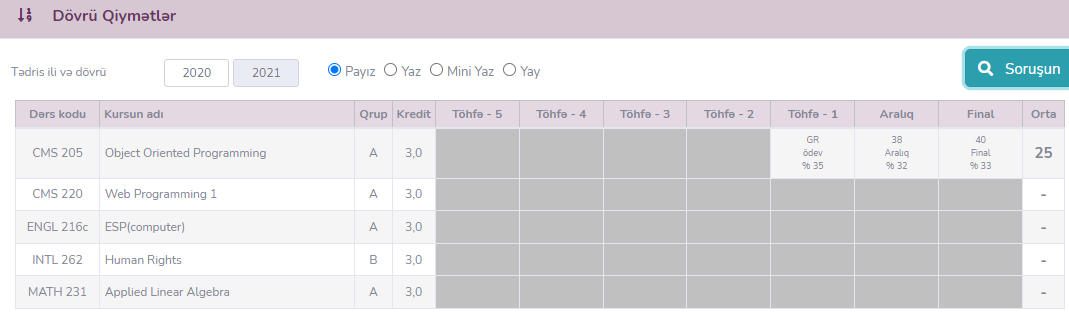 Dövrü Qiymətlər
Tədris ili və dövrü 2020 2021 Payız Yaz Mini Yaz Yay Soruşun
Dərs kodu Kursun adı Qrup Kredit Töhfə - 5 Töhfə - 4 Töhfə - 3 Töhfə - 2 Töhfə - 1 Aralıq Final Orta
CMS 205 Object Oriented Programming A 3,0 GR ödev % 35 38 Aralıq % 32 40 Final % 33 25
CMS 220 Web Programming 1 A 3,0 -
ENGL 216c ESP(computer) A 3,0 -
INTL 262 Human Rights B 3,0 -
MATH 231 Applied Linear Algebra A 3,0 -